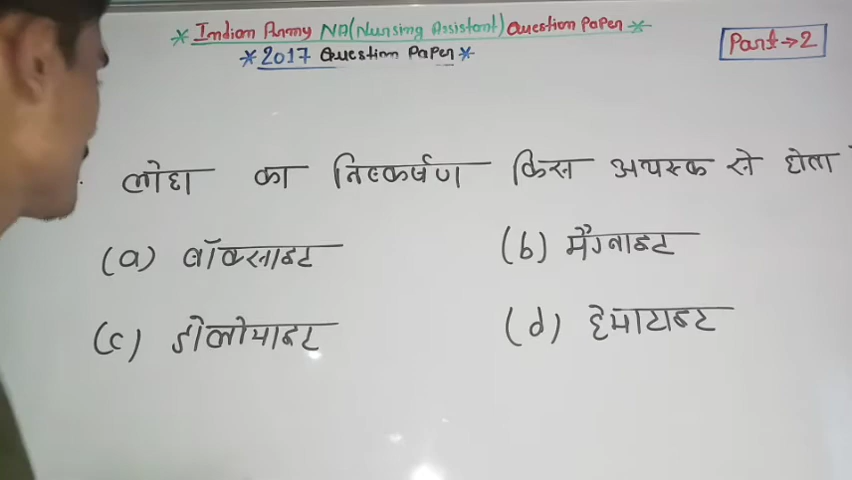 * Indian Army NA(Nursing Assistant) Question Paper *
* 2017 Question Paper *
Part→2
लोहा का निष्कर्षण किस अयस्क से होता
(a) बॉक्साइट
(b) मैग्नाइट
(c) डोलोमाइट
(d) हेमाटाइट